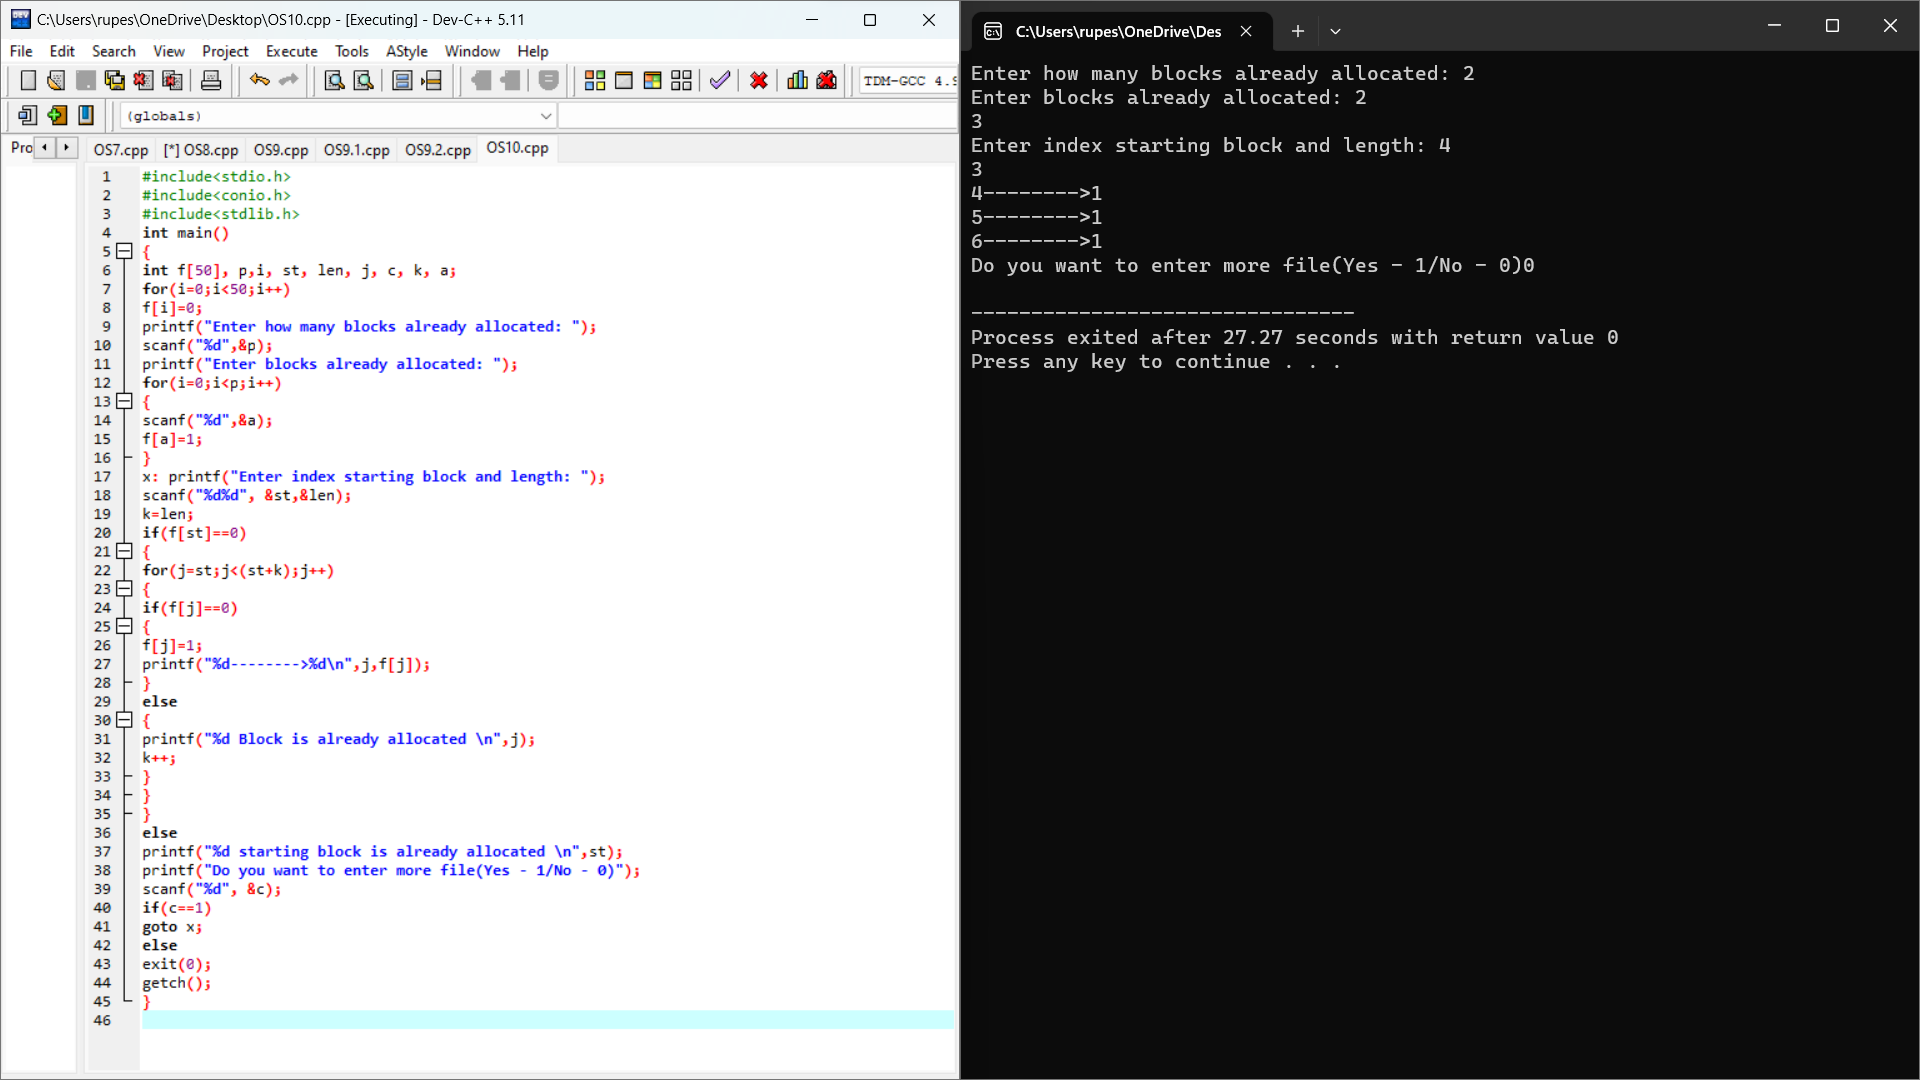 C:\Users\rupes\OneDrive\Desktop\OS10.cpp - [Executing] - Dev-C++ 5.11
File Edit Search View Project Execute Tools AStyle Window Help
TDM-GCC 4.9
(globals)
Pro OS7.cpp [*] OS8.cpp OS9.cpp OS9.1.cpp OS9.2.cpp OS10.cpp
1 #include<stdio.h>
2 #include<conio.h>
3 #include<stdlib.h>
4 int main()
5 {
6 int f[50], p,i, st, len, j, c, k, a;
7 for(i=0;i<50;i++)
8 f[i]=0;
9 printf("Enter how many blocks already allocated: ");
10 scanf("%d",&p);
11 printf("Enter blocks already allocated: ");
12 for(i=0;i<p;i++)
13 {
14 scanf("%d",&a);
15 f[a]=1;
16 }
17 x: printf("Enter index starting block and length: ");
18 scanf("%d%d", &st,&len);
19 k=len;
20 if(f[st]==0)
21 {
22 for(j=st;j<(st+k);j++)
23 {
24 if(f[j]==0)
25 {
26 f[j]=1;
27 printf("%d-------->%d\n",j,f[j]);
28 }
29 else
30 {
31 printf("%d Block is already allocated \n",j);
32 k++;
33 }
34 }
35 }
36 else
37 printf("%d starting block is already allocated \n",st);
38 printf("Do you want to enter more file(Yes - 1/No - 0)");
39 scanf("%d", &c);
40 if(c==1)
41 goto x;
42 else
43 exit(0);
44 getch();
45 }
46
C:\Users\rupes\OneDrive\Des
Enter how many blocks already allocated: 2
Enter blocks already allocated: 2
3
Enter index starting block and length: 4
3
4-------->1
5-------->1
6-------->1
Do you want to enter more file(Yes - 1/No - 0)0
--------------------------------
Process exited after 27.27 seconds with return value 0
Press any key to continue . . .